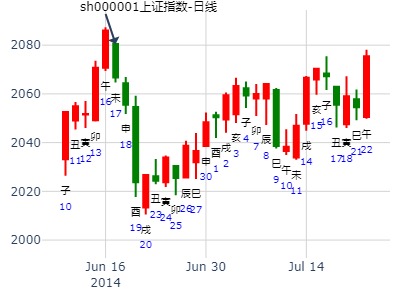 sh000001上证指数-日线
2080
2060
2040
2020
2000
子
10
丑
11
寅
12
卯
13
午
16
未
17
申
18
酉
19
戌
20
丑
23
寅
24
卯
25
辰
26
巳
27
申
30
酉
1
戌
2
亥
3
子
4
卯
7
辰
8
巳
9
午
10
未
11
戌
14
亥
15
子
16
丑
17
寅
18
巳
21
午
22
Jun 16
2014
Jun 30
Jul 14